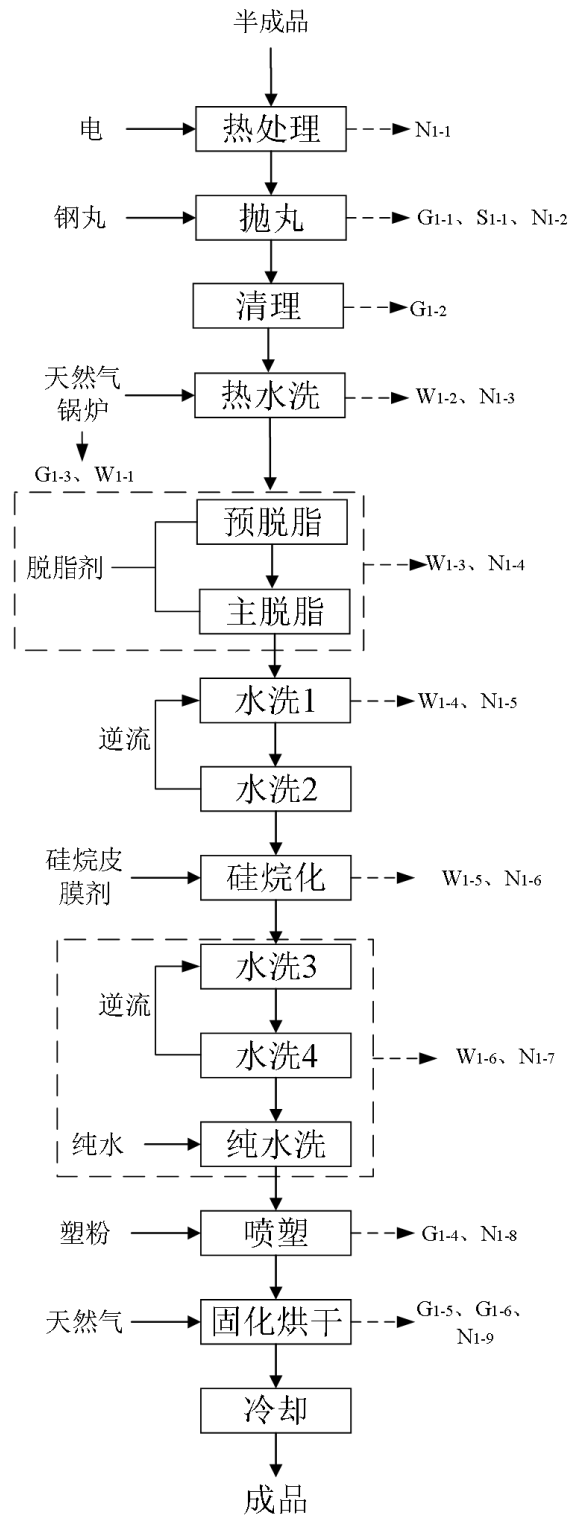 半成品
电
热处理
N1-1
钢丸
抛丸
G1-1、S1-1、N1-2
清理
G1-2
天然气
锅炉
热水洗
W1-2、N1-3
G1-3、W1-1
预脱脂
脱脂剂
W1-3、N1-4
主脱脂
水洗1
W1-4、N1-5
逆流
水洗2
硅烷皮
膜剂
硅烷化
W1-5、N1-6
水洗3
逆流
水洗4
W1-6、N1-7
纯水
纯水洗
塑粉
喷塑
G1-4、N1-8
天然气
固化烘干
G1-5、G1-6、
N1-9
冷却
成品